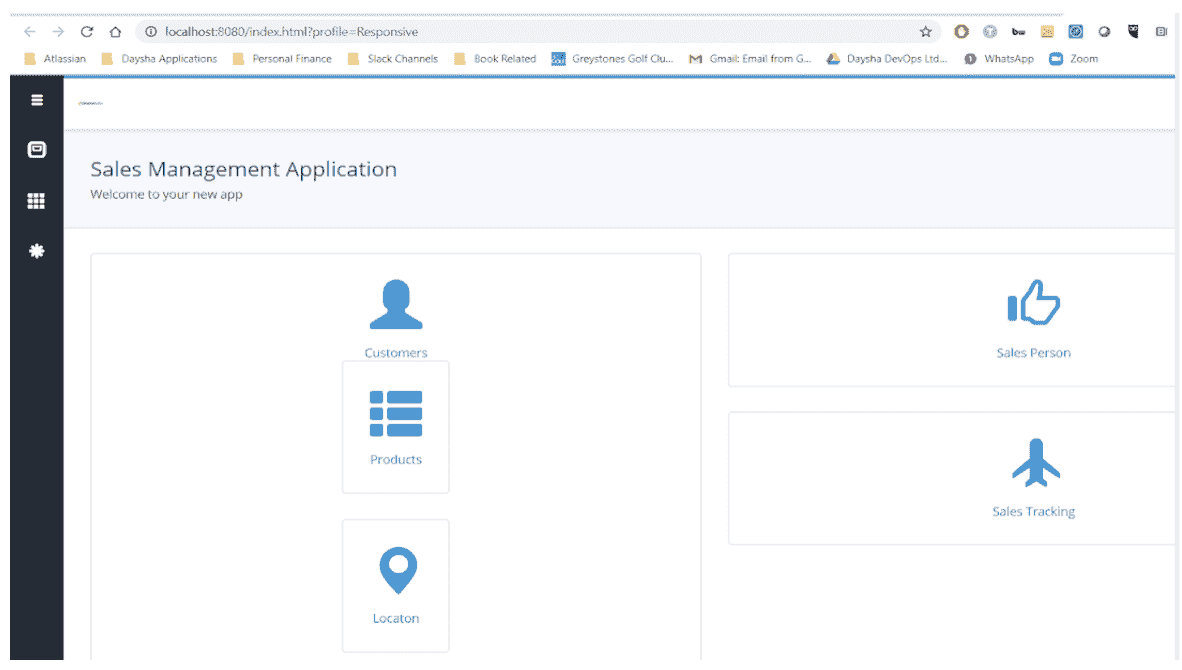 localhost:8080/index.html?profile=Responsive
Atlassian Daysha Applications Personal Finance Slack Channels Book Related Greystones Golf Clu... Gmail: Email from G... Daysha DevOps Ltd... WhatsApp Zoom
Sales Management Application
Welcome to your new app
Customers
Products
Locaton
Sales Person
Sales Tracking